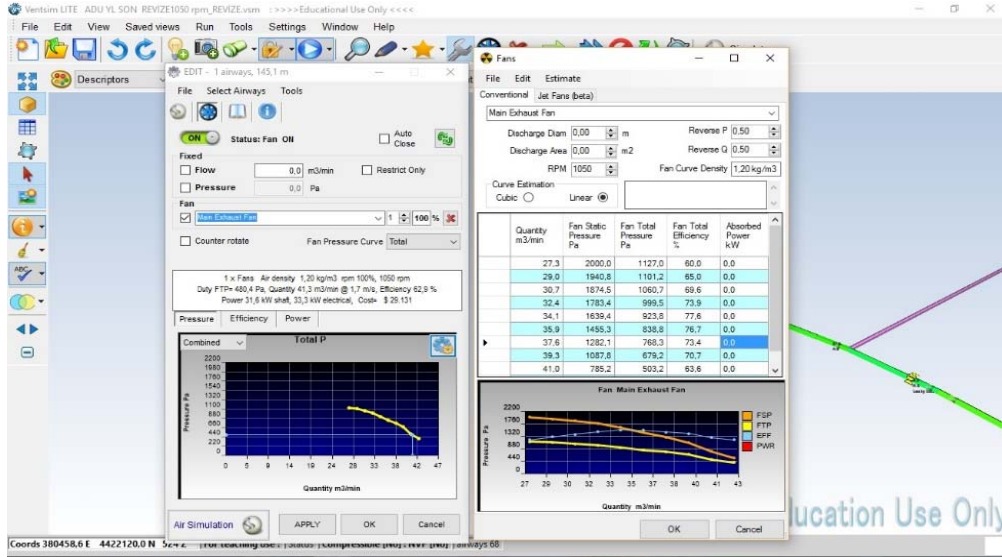 Ventsim LITE ADU YL SON REVIZE1050 rpm_REVIZE.vsm :>>>>Educational Use Only <<<<
File Edit View Saved views Run Tools Settings Window Help
Descriptors
EDIT - 1 airways, 145,1 m
File Select Airways Tools
ON Status: Fan ON Auto Close
Fixed
Flow 0,0 m3/min Restrict Only
Pressure 0,0 Pa
Fan
Main Exhaust Fan 1 100 %
Counter rotate Fan Pressure Curve Total
1 x Fans Air density 1,20 kg/m3 rpm 100%, 1050 rpm
Duty FTP= 480,4 Pa, Quantity 41,3 m3/min @ 1,7 m/s, Efficiency 62,9 %
Power 31,6 kW shaft, 33,3 kW electrical, Cost= $ 29.131
Pressure Efficiency Power
Combined
Total P
Pressure Pa
2200
1980
1760
1540
1320
1100
880
660
440
220
0
0 5 9 14 19 24 28 33 38 42 47
Quantity m3/min
Air Simulation APPLY OK Cancel
Fans
File Edit Estimate
Conventional Jet Fans (beta)
Main Exhaust Fan
Discharge Diam 0,00 m Reverse P 0.50
Discharge Area 0,00 m2 Reverse Q 0.50
RPM 1050 Fan Curve Density 1,20 kg/m3
Curve Estimation
Cubic Linear
Quantity m3/min Fan Static Pressure Pa Fan Total Pressure Pa Fan Total Efficiency % Absorbed Power kW
27,3 2000,0 1127,0 60,0 0,0
29,0 1940,8 1101,2 65,0 0,0
30,7 1874,5 1060,7 69,6 0,0
32,4 1783,4 999,5 73,9 0,0
34,1 1639,4 923,8 77,6 0,0
35,9 1455,3 838,8 76,7 0,0
37,6 1282,1 768,3 73,4 0,0
39,3 1087,8 679,2 70,7 0,0
41,0 785,2 503,2 63,6 0,0
Fan Main Exhaust Fan
Pressure Pa
2200
1760
1320
880
440
0
FSP
FTP
EFF
PWR
27 29 30 32 33 35 37 38 40 41 43
Quantity m3/min
OK Cancel
ducation Use Only
Coords 380458,6 E 4422120,0 N 524 Z For teaching use : |Status |Compressible [No] : NVP [No] |airways 68